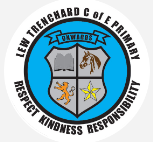 LEW TRENCHARD C of E PRIMARY
ONWARDS
RESPECT KINDNESS RESPONSIBILITY